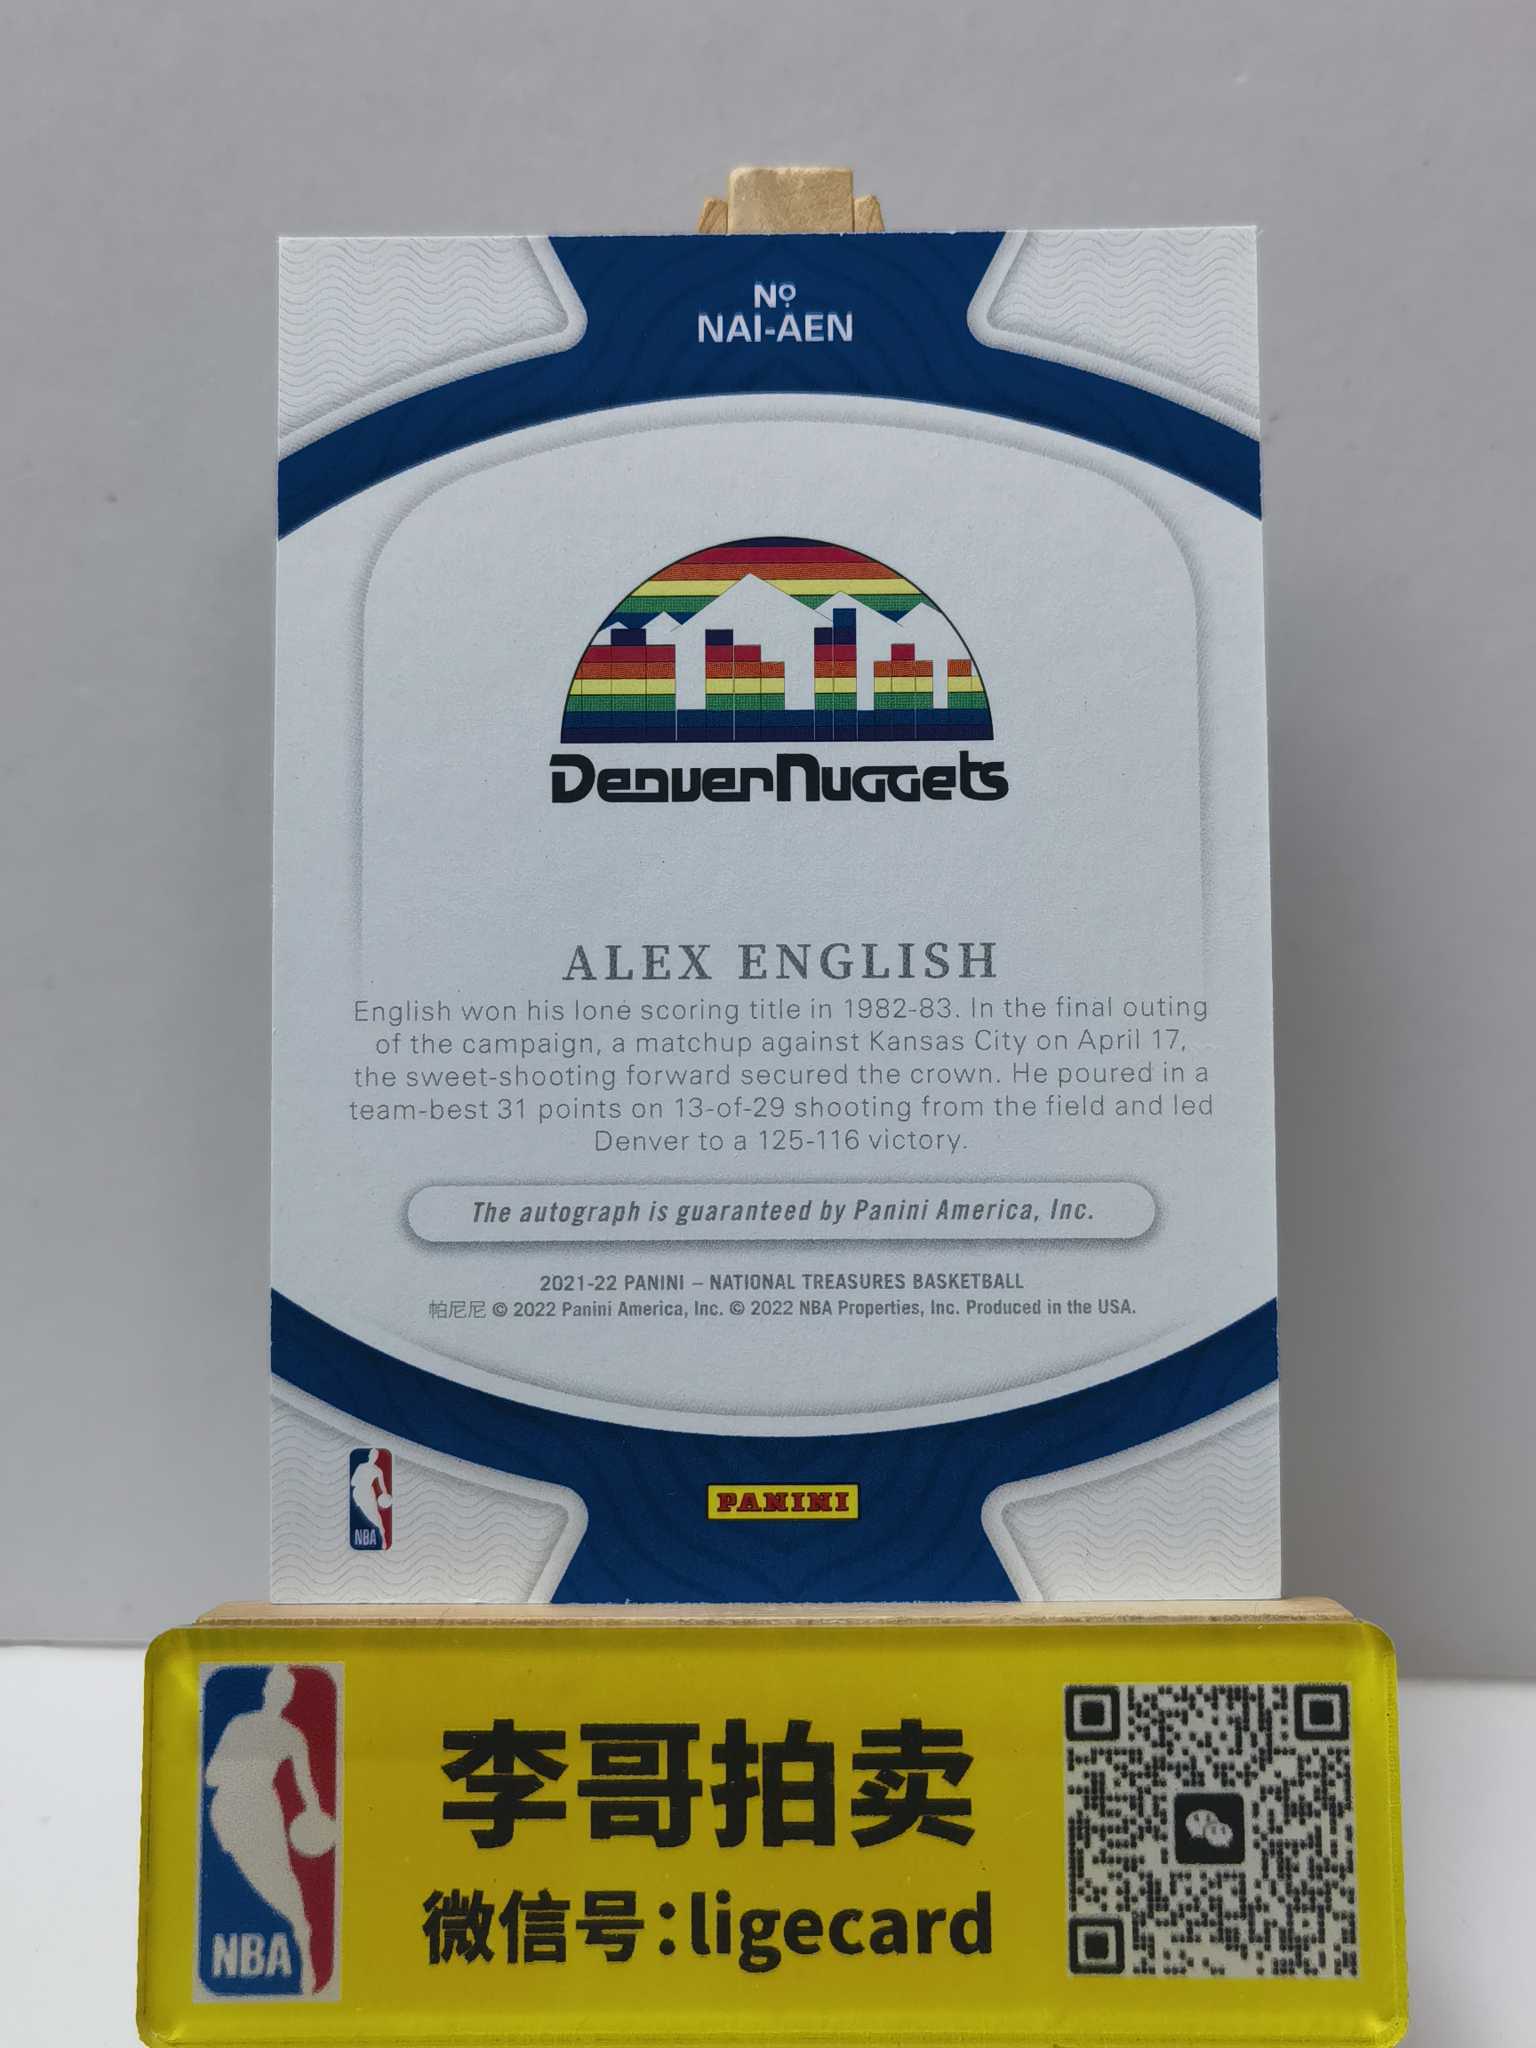 Nº
NAI-AEN
Denver Nuggets
ALEX ENGLISH
English won his lone scoring title in 1982-83. In the final outing
of the campaign, a matchup against Kansas City on April 17,
the sweet-shooting forward secured the crown. He poured in a
team-best 31 points on 13-of-29 shooting from the field and led
Denver to a 125-116 victory.
The autograph is guaranteed by Panini America, Inc.
2021-22 PANINI – NATIONAL TREASURES BASKETBALL
帕尼尼 © 2022 Panini America, Inc. © 2022 NBA Properties, Inc. Produced in the USA.
NBA
PANINI
李哥拍卖
微信号:ligecard
NBA